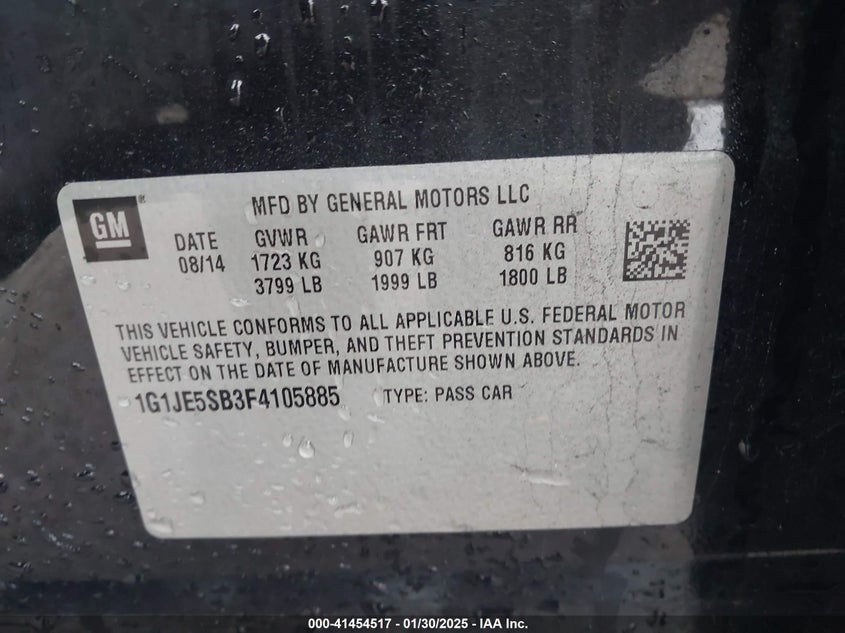 GM
MFD BY GENERAL MOTORS LLC
DATE GVWR GAWR FRT GAWR RR
08/14 1723 KG 907 KG 816 KG
3799 LB 1999 LB 1800 LB
THIS VEHICLE CONFORMS TO ALL APPLICABLE U.S. FEDERAL MOTOR
VEHICLE SAFETY, BUMPER, AND THEFT PREVENTION STANDARDS IN
EFFECT ON THE DATE OF MANUFACTURE SHOWN ABOVE.
1G1JE5SB3F4105885 TYPE: PASS CAR
000-41454517 - 01/30/2025 - IAA Inc.